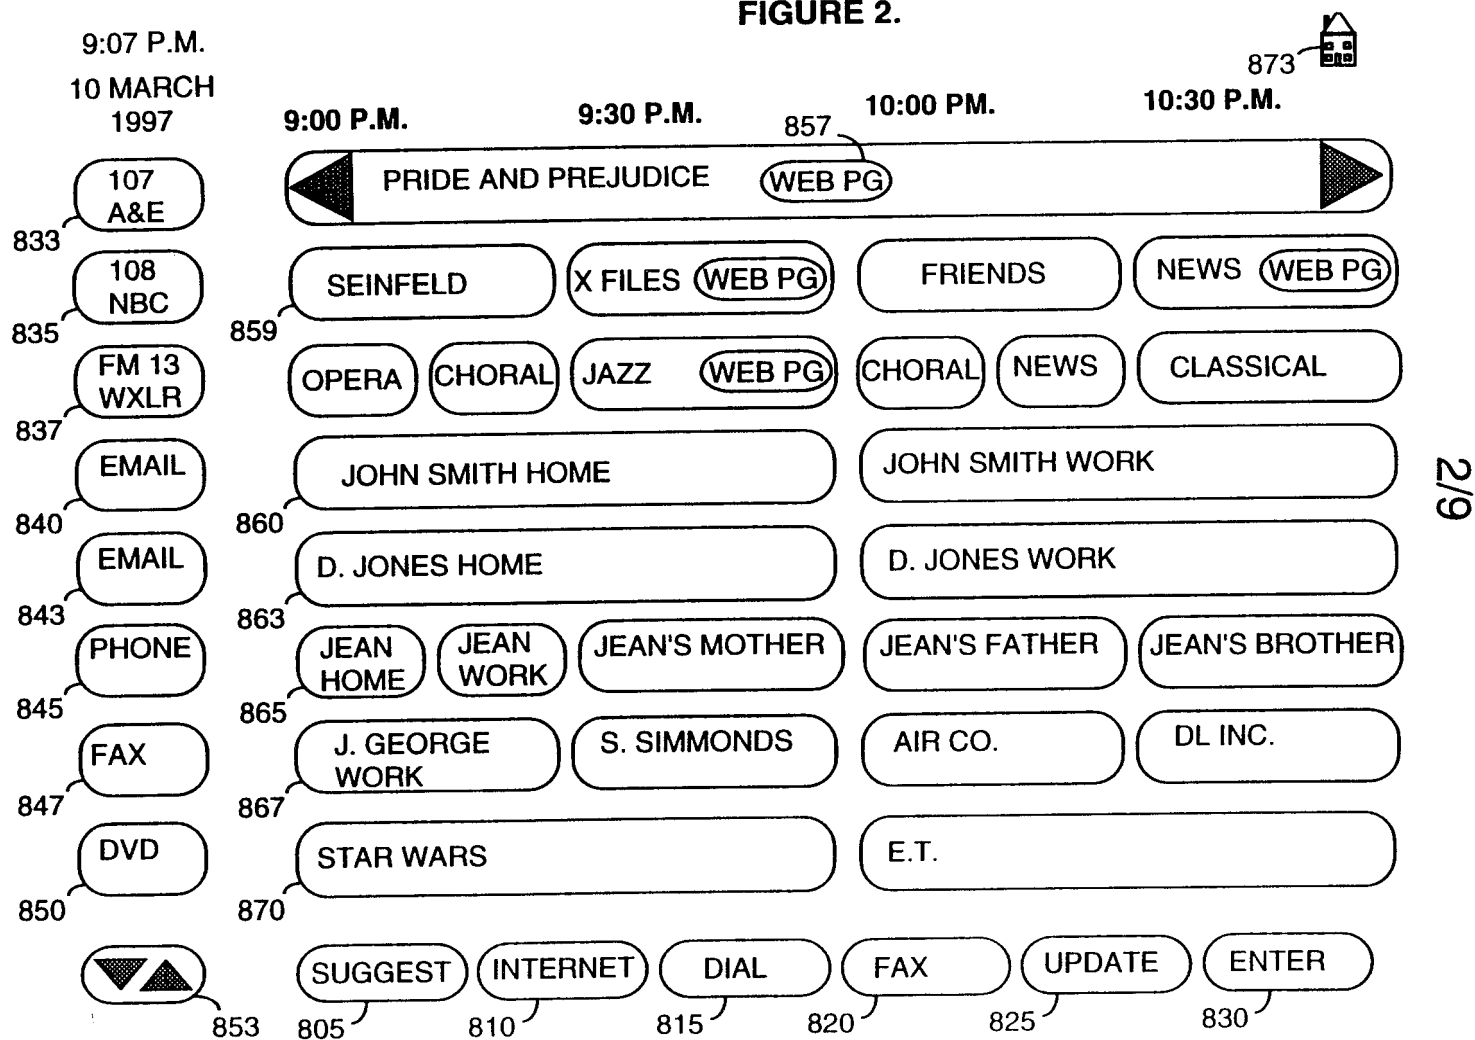 FIGURE 2.
9:07 P.M.
10 MARCH
1997
873
9:00 P.M.
9:30 P.M.
10:00 PM.
10:30 P.M.
857
107
A&E
833
PRIDE AND PREJUDICE
WEB PG
108
NBC
835
SEINFELD
859
X FILES
WEB PG
FRIENDS
NEWS
WEB PG
FM 13
WXLR
837
OPERA
CHORAL
JAZZ
WEB PG
CHORAL
NEWS
CLASSICAL
EMAIL
840
JOHN SMITH HOME
860
JOHN SMITH WORK
2/9
EMAIL
843
D. JONES HOME
863
D. JONES WORK
PHONE
845
JEAN
HOME
865
JEAN
WORK
JEAN'S MOTHER
JEAN'S FATHER
JEAN'S BROTHER
FAX
847
J. GEORGE
WORK
867
S. SIMMONDS
AIR CO.
DL INC.
DVD
850
STAR WARS
870
E.T.
853
SUGGEST
805
INTERNET
810
DIAL
815
FAX
820
UPDATE
825
ENTER
830